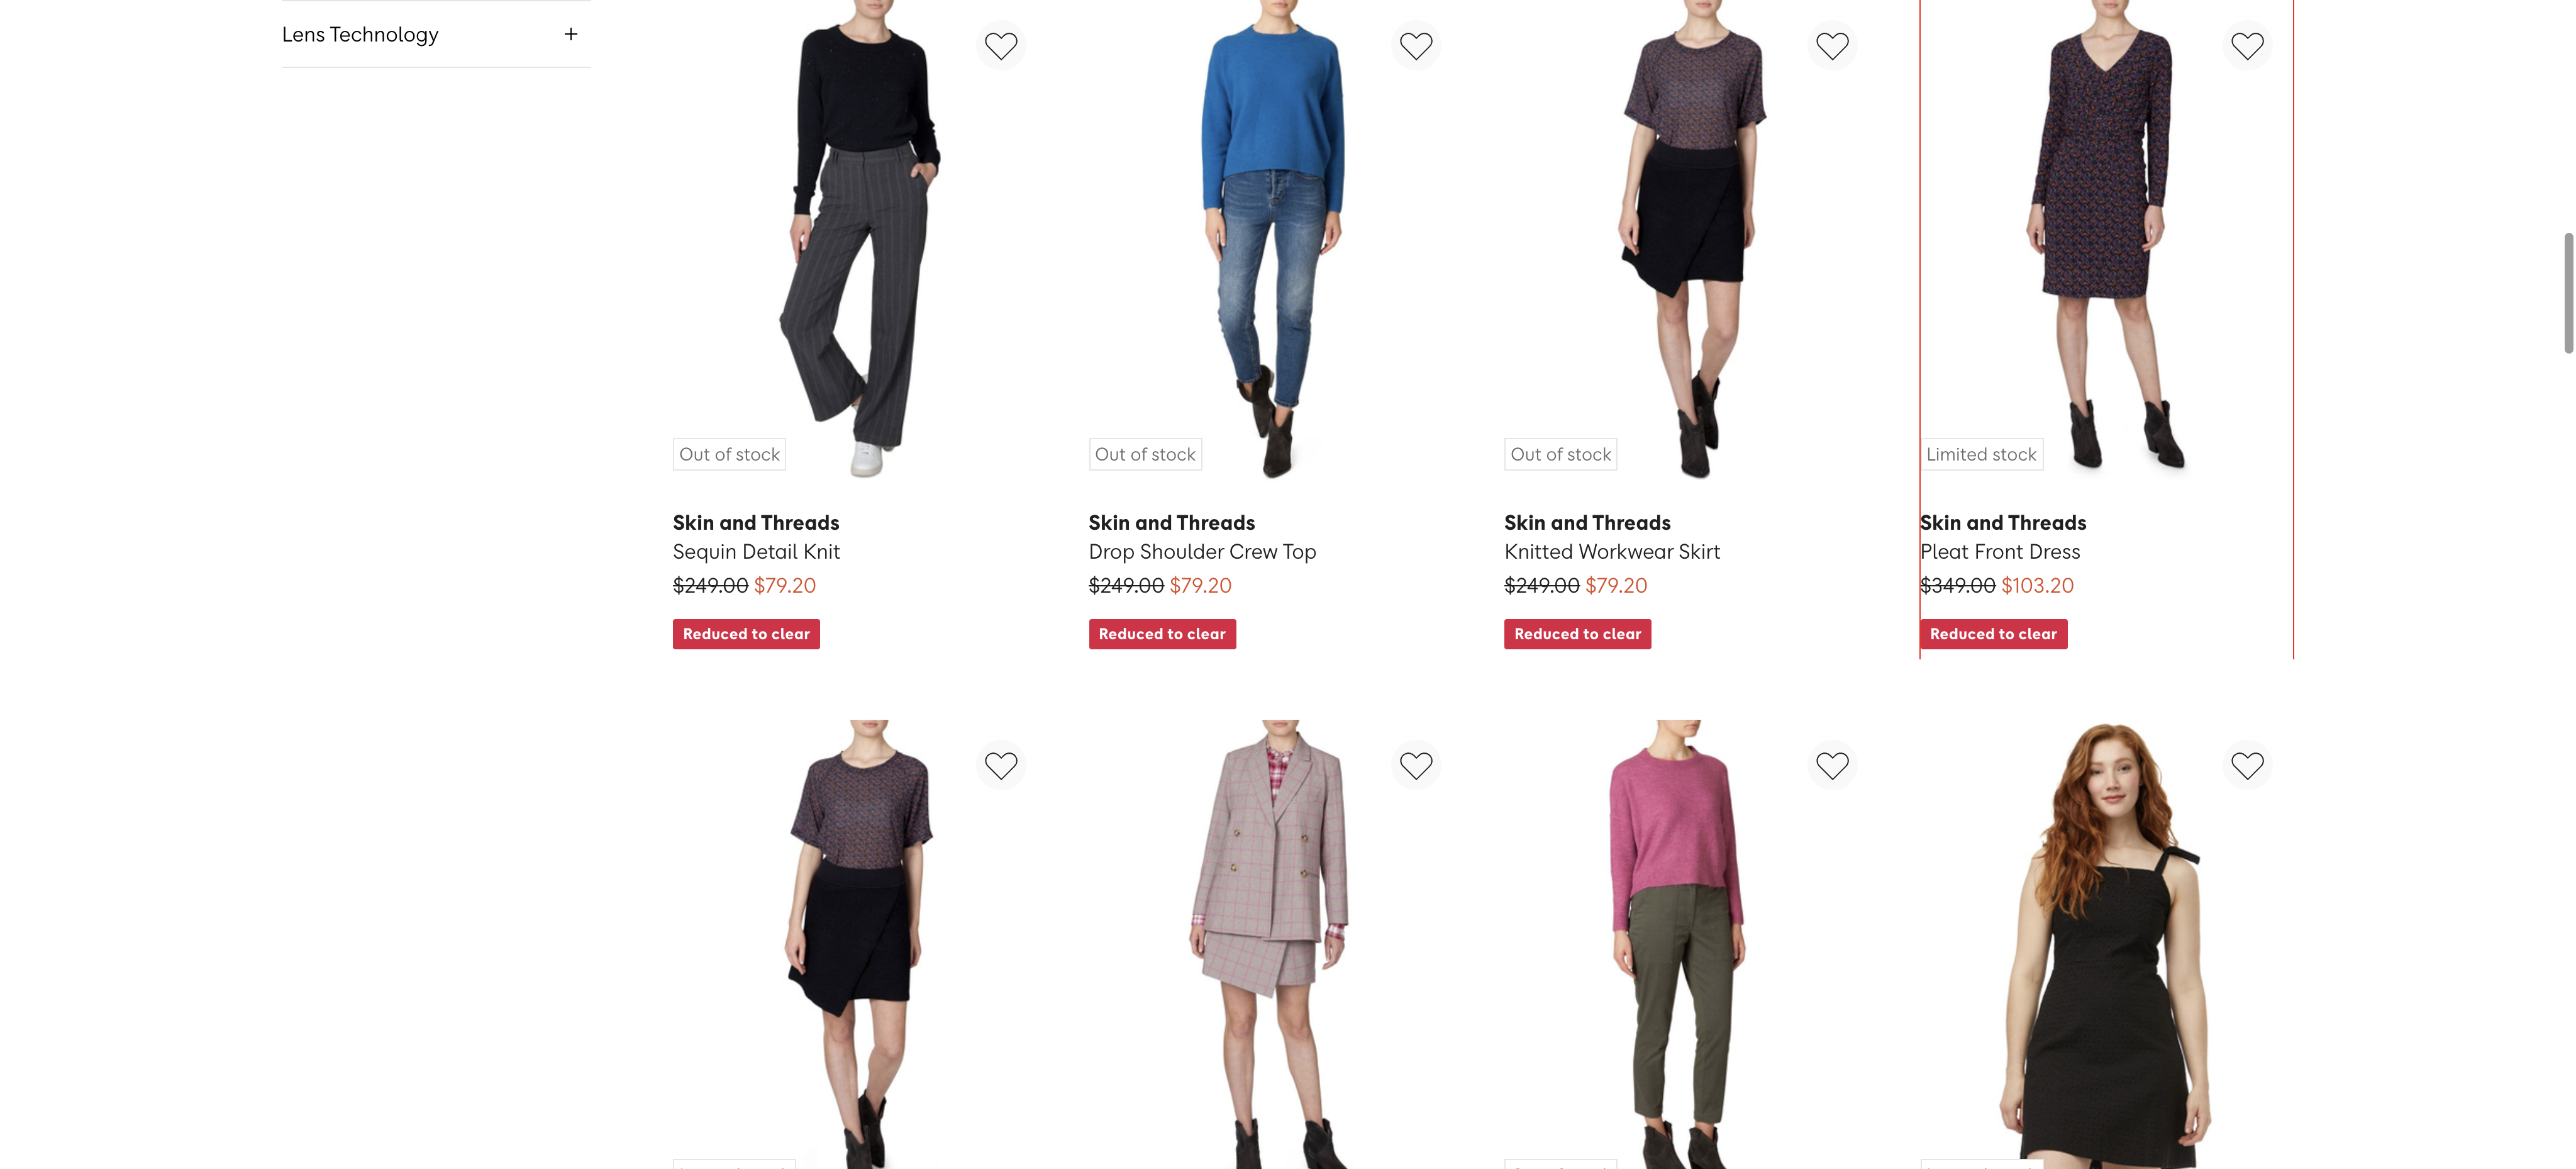 Lens Technology
Out of stock
Out of stock
Out of stock
Limited stock
Skin and Threads
Sequin Detail Knit
$249.00 $79.20
Reduced to clear
Skin and Threads
Drop Shoulder Crew Top
$249.00 $79.20
Reduced to clear
Skin and Threads
Knitted Workwear Skirt
$249.00 $79.20
Reduced to clear
Skin and Threads
Pleat Front Dress
$349.00 $103.20
Reduced to clear